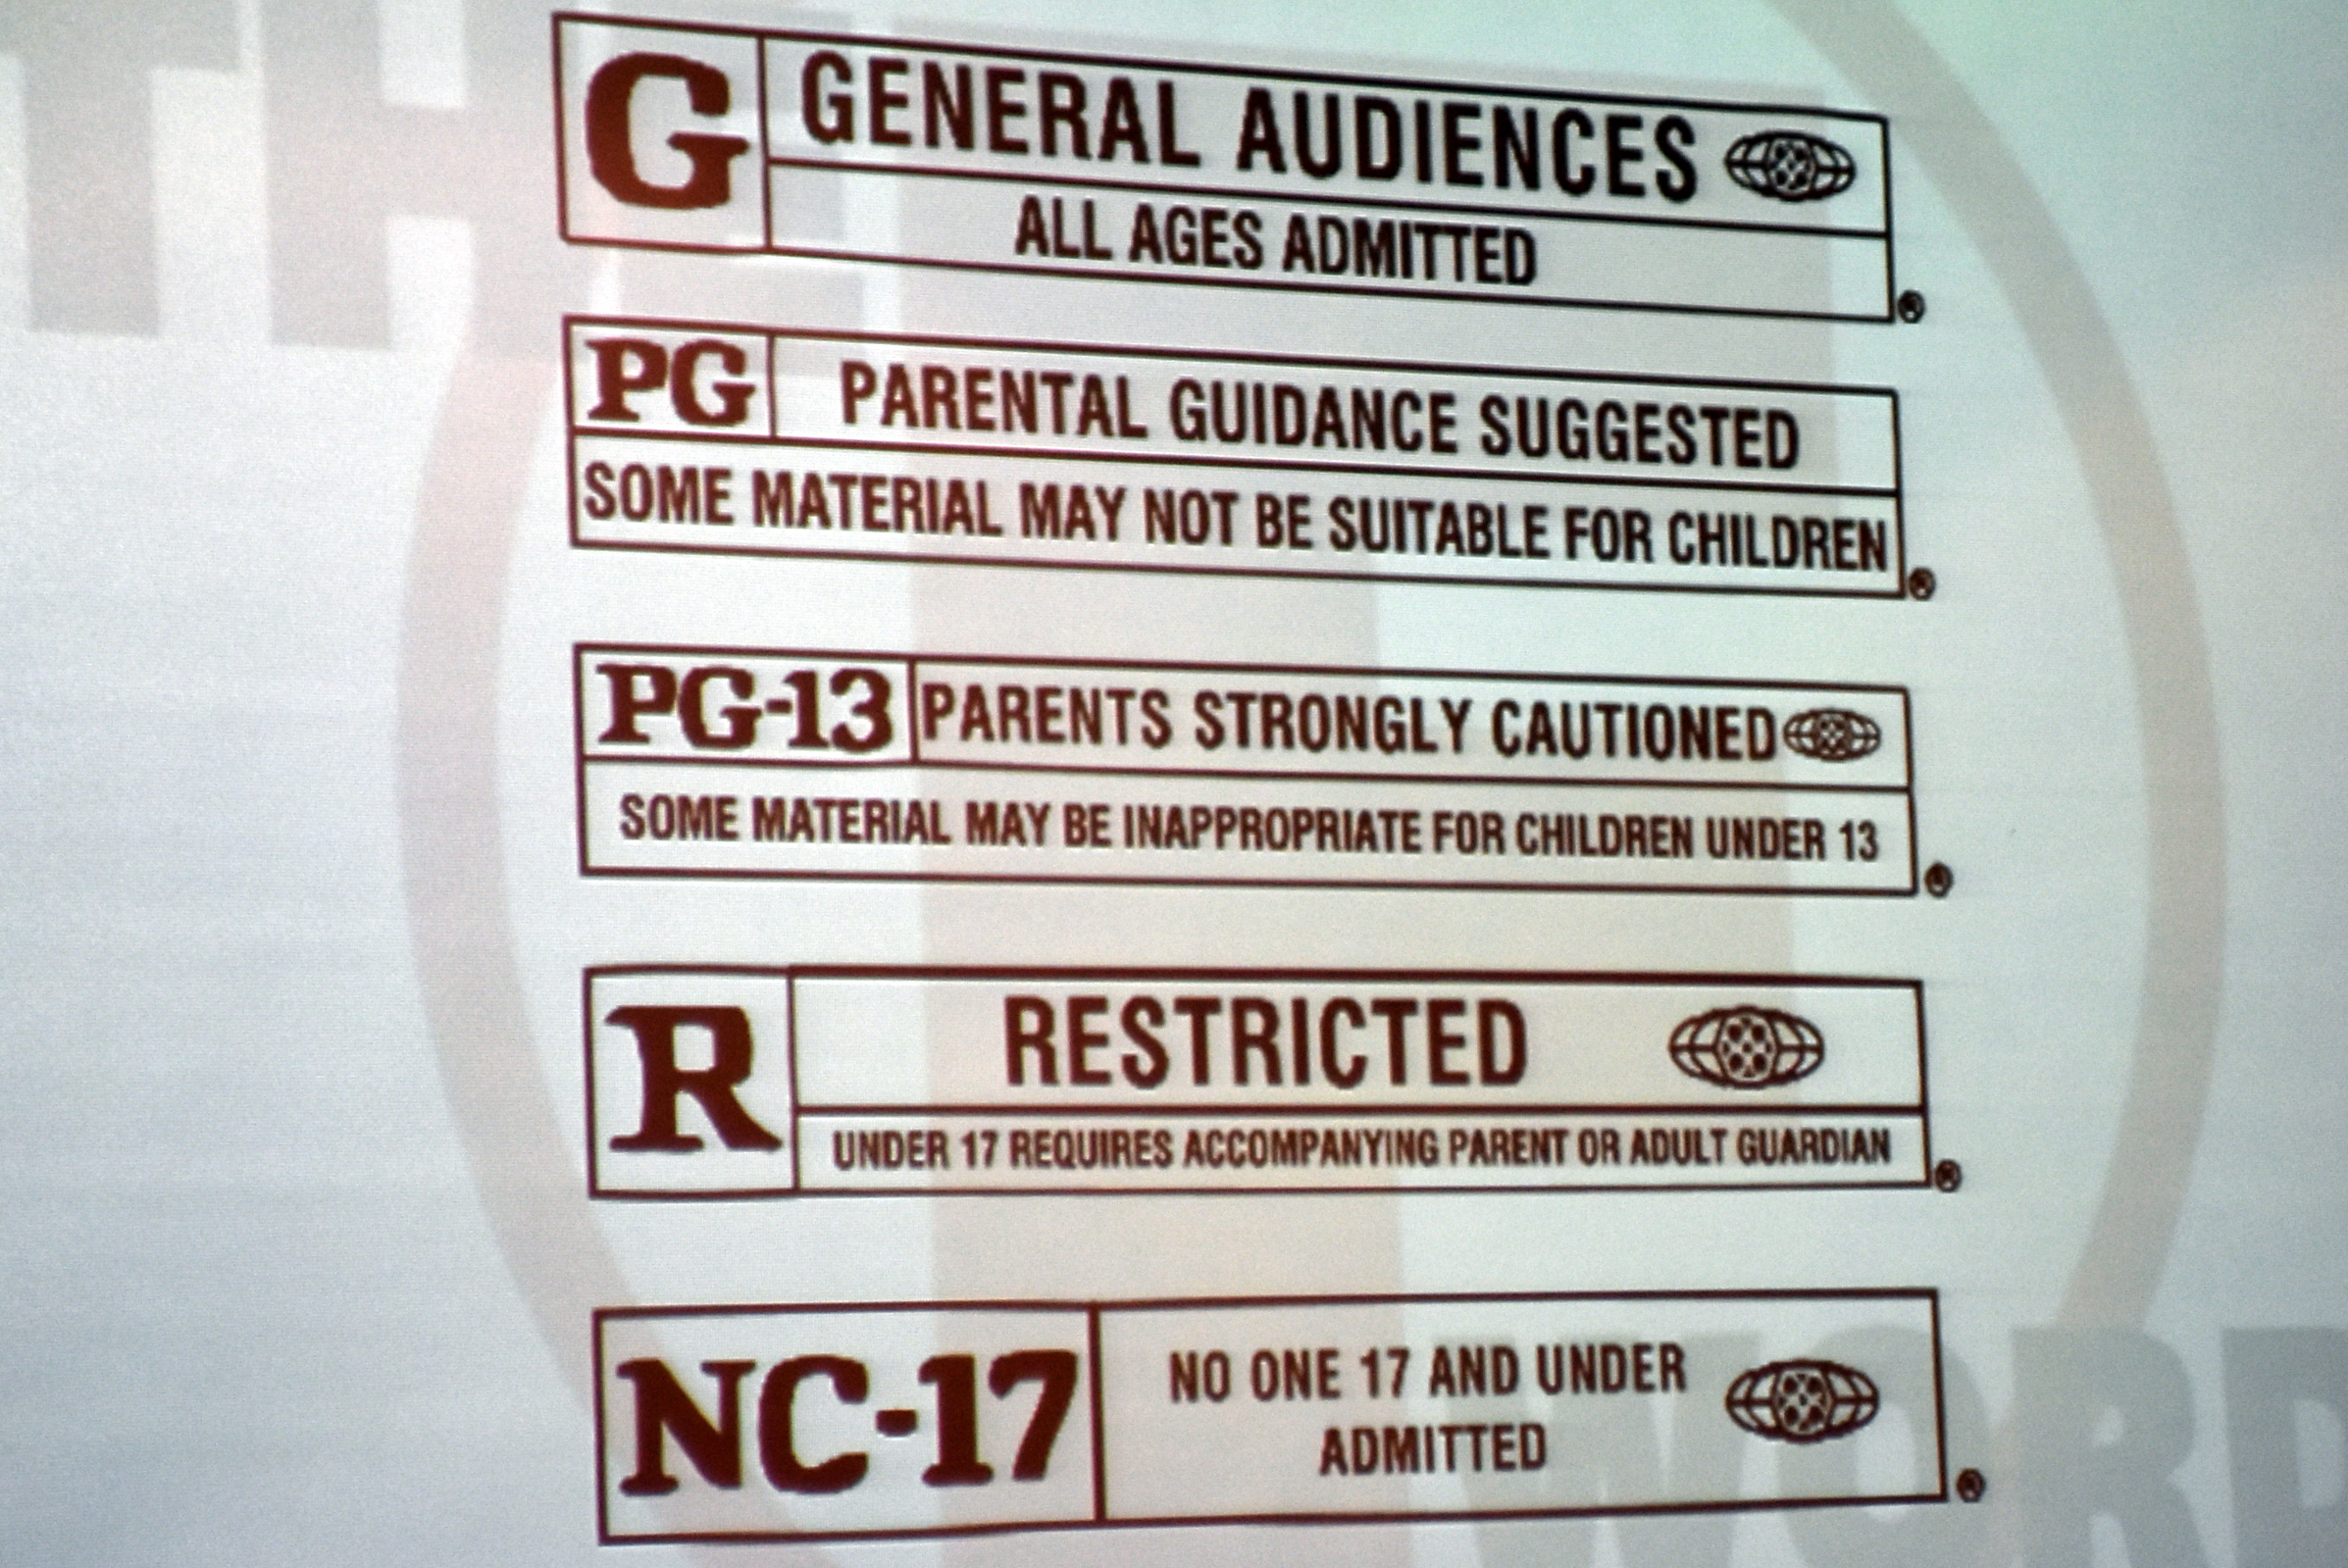 THE
G GENERAL AUDIENCES
ALL AGES ADMITTED ®
PG PARENTAL GUIDANCE SUGGESTED
SOME MATERIAL MAY NOT BE SUITABLE FOR CHILDREN ®
PG-13 PARENTS STRONGLY CAUTIONED
SOME MATERIAL MAY BE INAPPROPRIATE FOR CHILDREN UNDER 13 ®
R RESTRICTED
UNDER 17 REQUIRES ACCOMPANYING PARENT OR ADULT GUARDIAN ®
NC-17 NO ONE 17 AND UNDER
ADMITTED ®
WORD